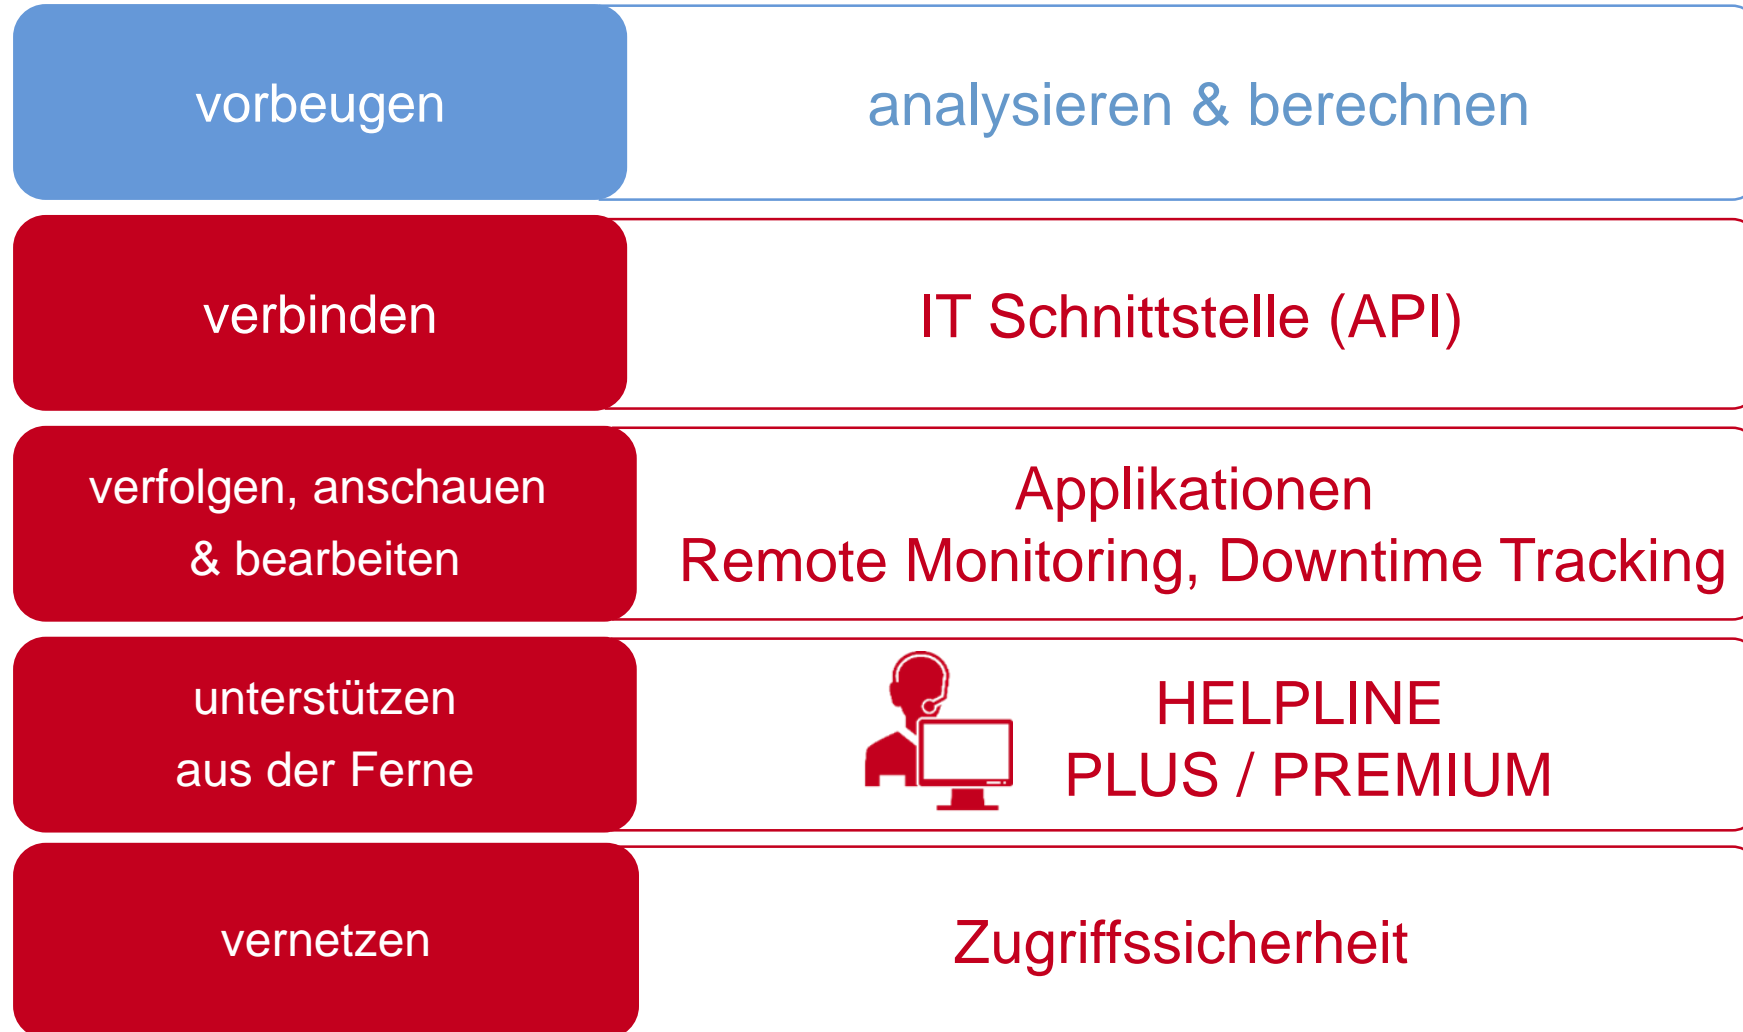 vorbeugen
analysieren & berechnen
verbinden
IT Schnittstelle (API)
verfolgen, anschauen
& bearbeiten
Applikationen
Remote Monitoring, Downtime Tracking
unterstützen
aus der Ferne
HELPLINE
PLUS / PREMIUM
vernetzen
Zugriffssicherheit